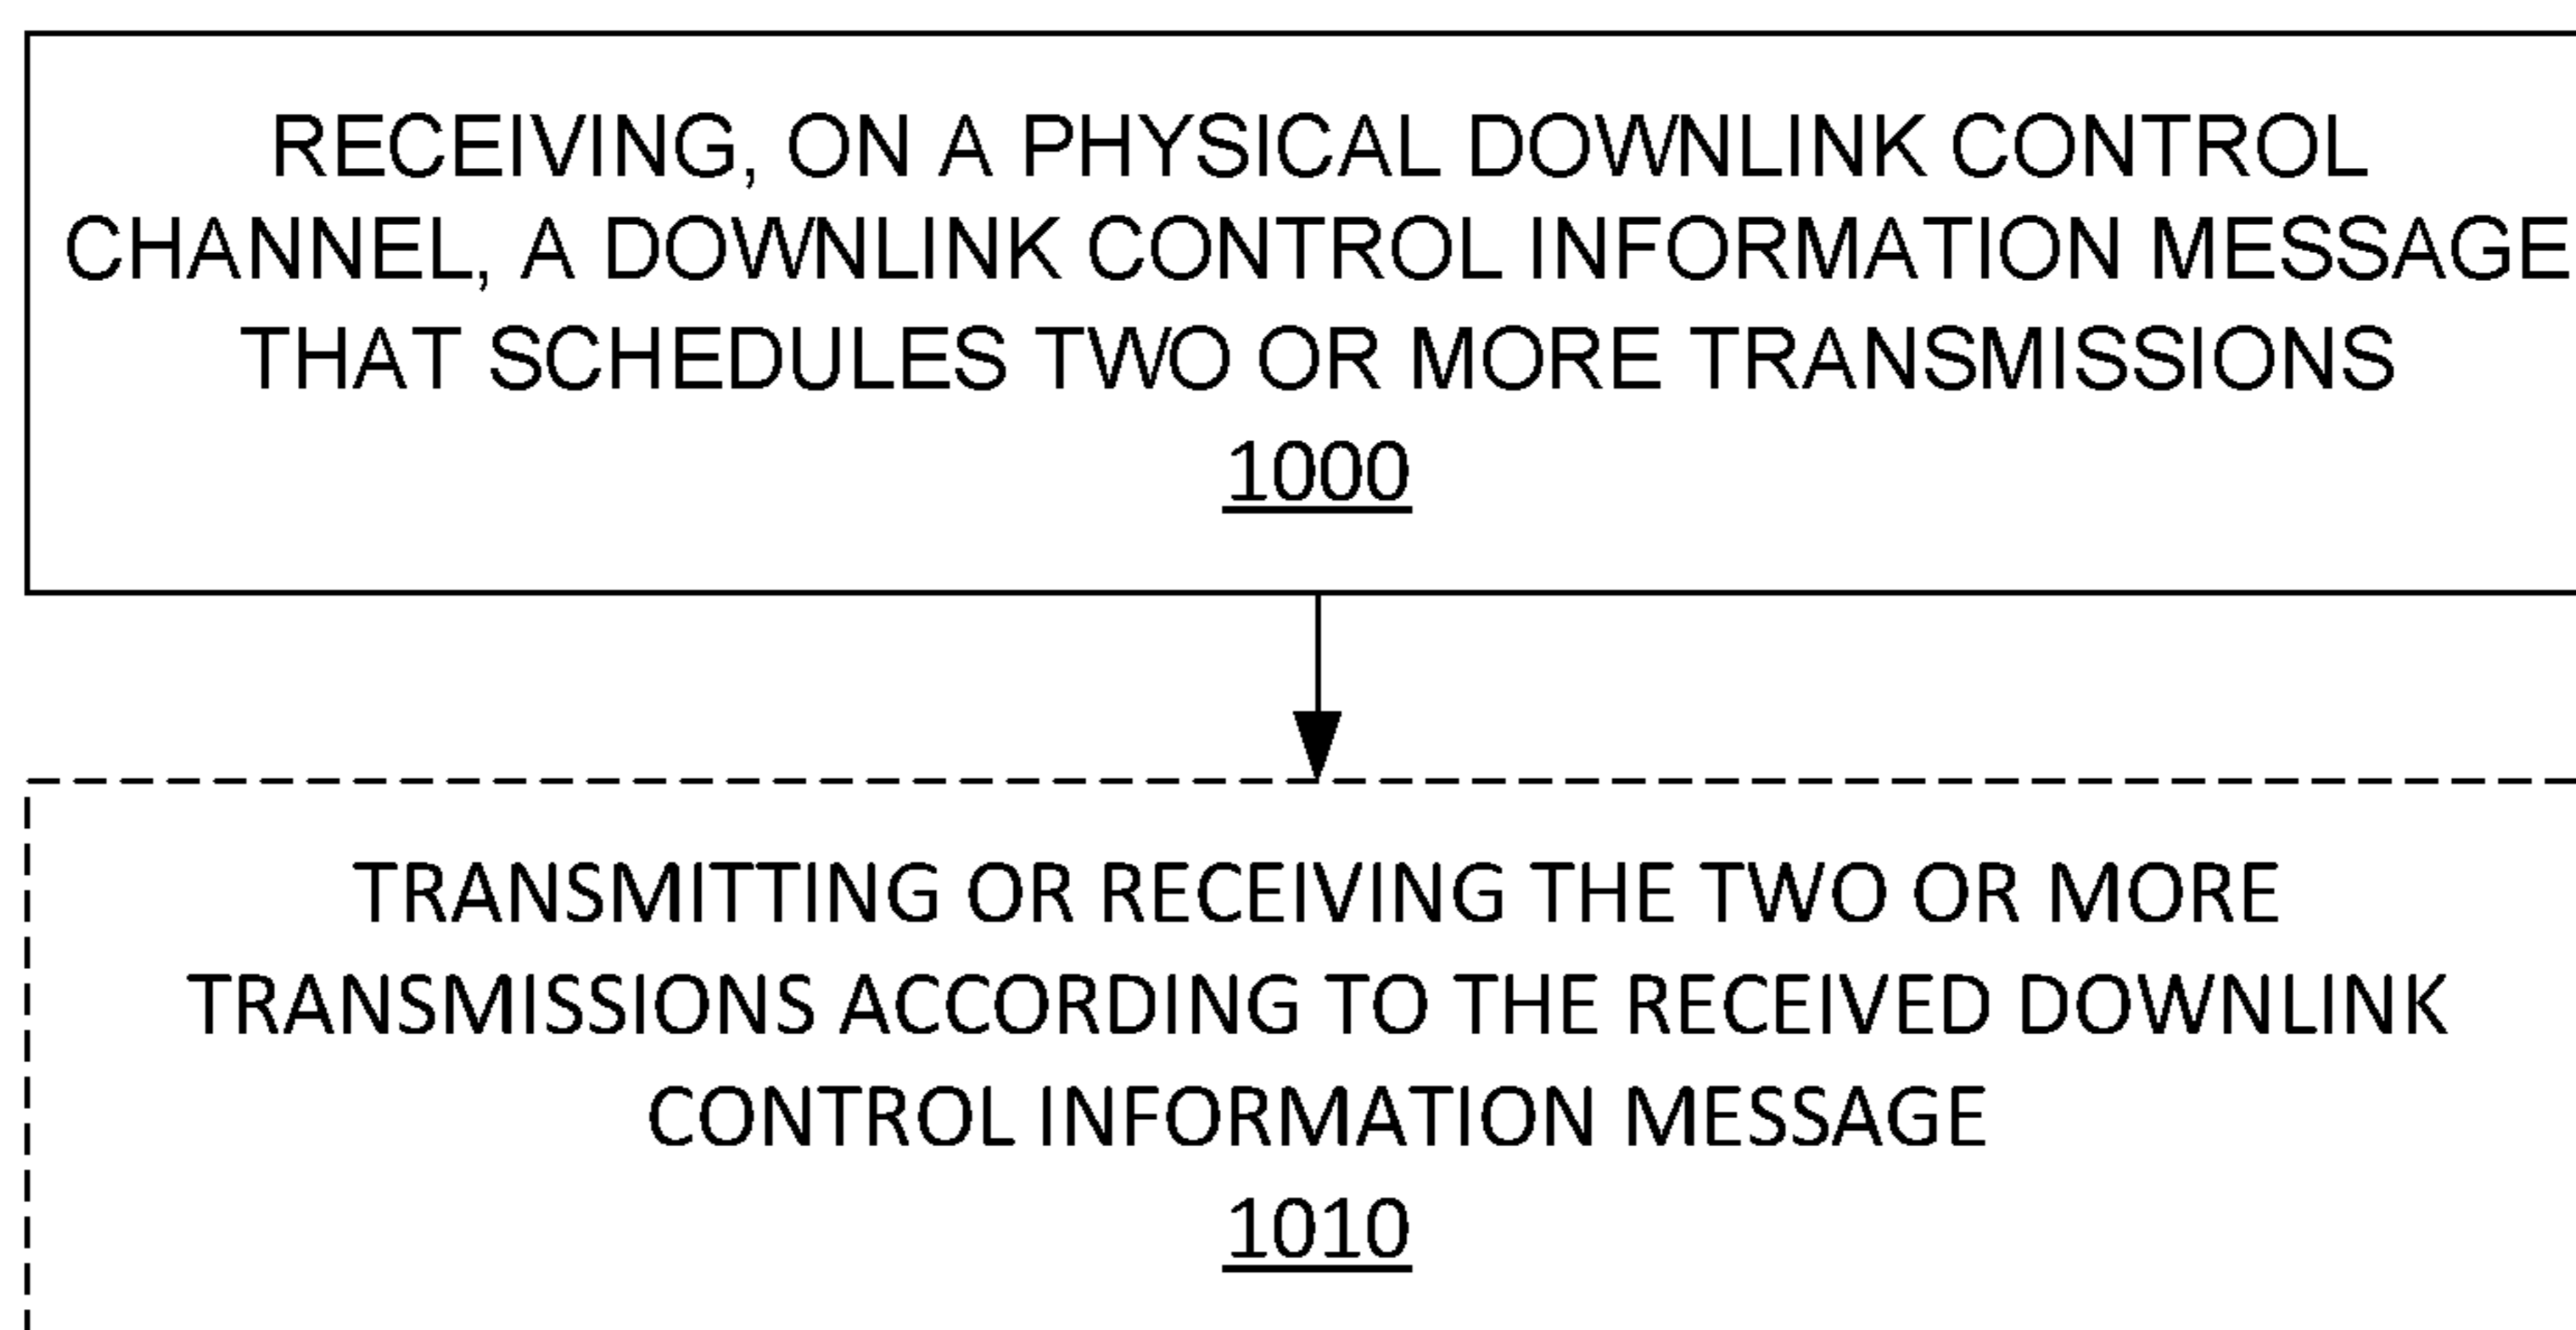 RECEIVING, ON A PHYSICAL DOWNLINK CONTROL
CHANNEL, A DOWNLINK CONTROL INFORMATION MESSAGE
THAT SCHEDULES TWO OR MORE TRANSMISSIONS
1000
TRANSMITTING OR RECEIVING THE TWO OR MORE
TRANSMISSIONS ACCORDING TO THE RECEIVED DOWNLINK
CONTROL INFORMATION MESSAGE
1010